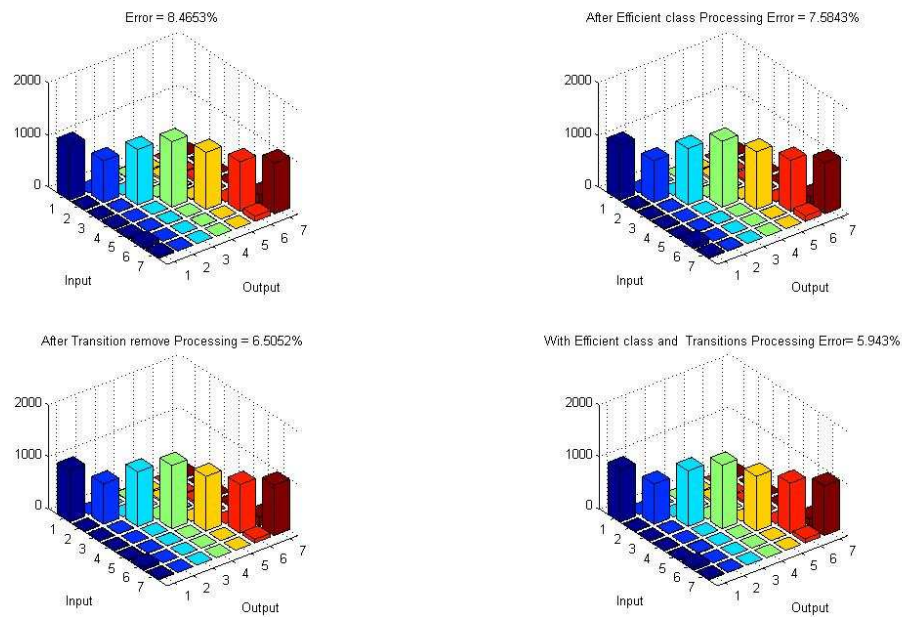 Error = 8.4653%
2000
1000
0
1 2 3 4 5 6 7
Input
1 2 3 4 5 6 7
Output
After Efficient class Processing Error = 7.5843%
2000
1000
0
1 2 3 4 5 6 7
Input
1 2 3 4 5 6 7
Output
After Transition remove Processing = 6.5052%
2000
1000
0
1 2 3 4 5 6 7
Input
1 2 3 4 5 6 7
Output
With Efficient class and Transitions Processing Error= 5.943%
2000
1000
0
1 2 3 4 5 6 7
Input
1 2 3 4 5 6 7
Output